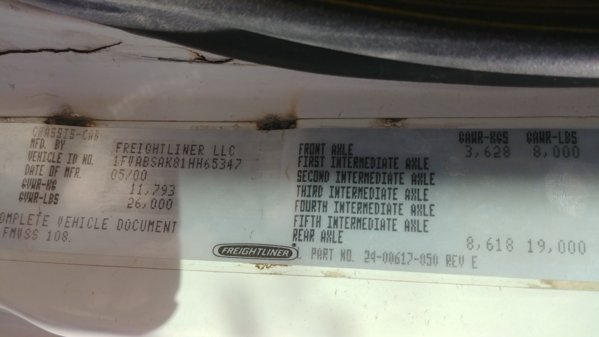 CHASSIS-CAB
MFD. BY FREIGHTLINER LLC
VEHICLE ID NO. 1FVABSAK81HH65347
DATE OF MFR. 05/00
GVWR-KG 11,793
GVWR-LBS 26,000
COMPLETE VEHICLE DOCUMENT
FMVSS 108.
FREIGHTLINER
GAWR-KGS GAWR-LBS
FRONT AXLE 3,628 8,000
FIRST INTERMEDIATE AXLE
SECOND INTERMEDIATE AXLE
THIRD INTERMEDIATE AXLE
FOURTH INTERMEDIATE AXLE
FIFTH INTERMEDIATE AXLE
REAR AXLE 8,618 19,000
PART NO. 24-00617-050 REV E